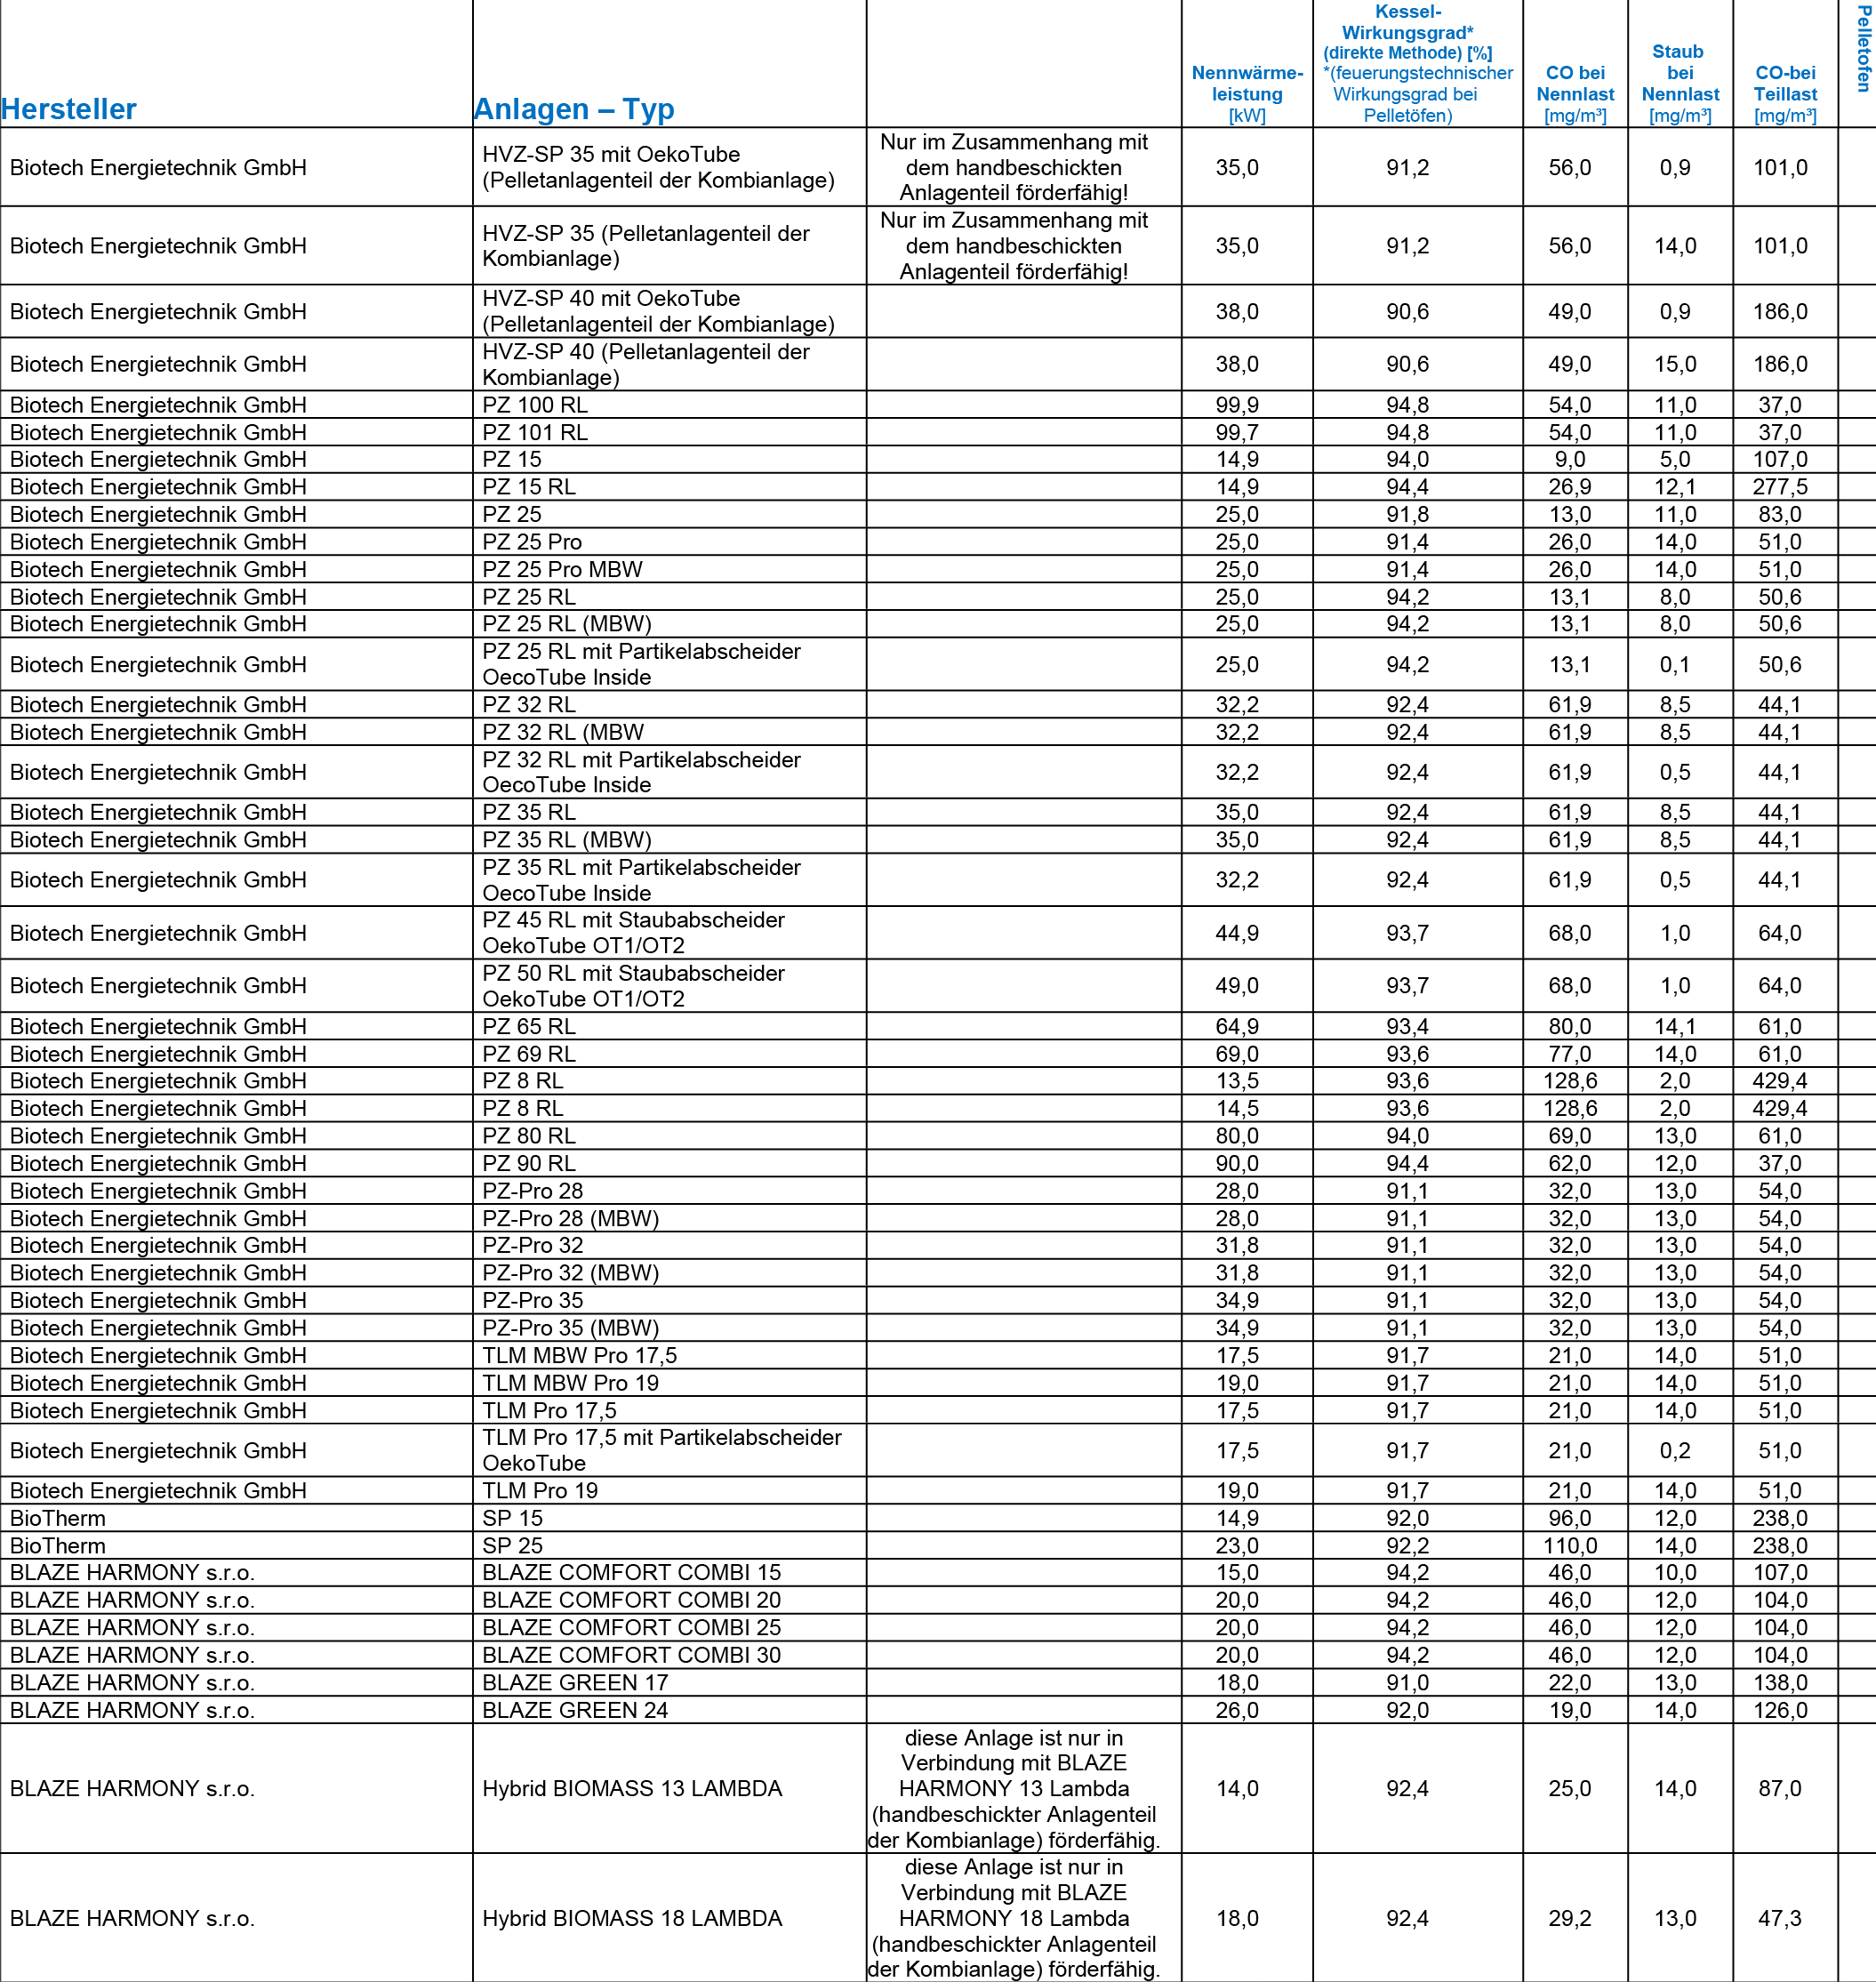 Hersteller Anlagen – Typ Nennwärme-leistung [kW] Kessel-Wirkungsgrad* (direkte Methode) [%] *(feuerungstechnischer Wirkungsgrad bei Pelletöfen) CO bei Nennlast [mg/m³] Staub bei Nennlast [mg/m³] CO-bei Teillast [mg/m³] Pelletofen
Biotech Energietechnik GmbH HVZ-SP 35 mit OekoTube (Pelletanlagenteil der Kombianlage) Nur im Zusammenhang mit dem handbeschickten Anlagenteil förderfähig! 35,0 91,2 56,0 0,9 101,0
Biotech Energietechnik GmbH HVZ-SP 35 (Pelletanlagenteil der Kombianlage) Nur im Zusammenhang mit dem handbeschickten Anlagenteil förderfähig! 35,0 91,2 56,0 14,0 101,0
Biotech Energietechnik GmbH HVZ-SP 40 mit OekoTube (Pelletanlagenteil der Kombianlage) 38,0 90,6 49,0 0,9 186,0
Biotech Energietechnik GmbH HVZ-SP 40 (Pelletanlagenteil der Kombianlage) 38,0 90,6 49,0 15,0 186,0
Biotech Energietechnik GmbH PZ 100 RL 99,9 94,8 54,0 11,0 37,0
Biotech Energietechnik GmbH PZ 101 RL 99,7 94,8 54,0 11,0 37,0
Biotech Energietechnik GmbH PZ 15 14,9 94,0 9,0 5,0 107,0
Biotech Energietechnik GmbH PZ 15 RL 14,9 94,4 26,9 12,1 277,5
Biotech Energietechnik GmbH PZ 25 25,0 91,8 13,0 11,0 83,0
Biotech Energietechnik GmbH PZ 25 Pro 25,0 91,4 26,0 14,0 51,0
Biotech Energietechnik GmbH PZ 25 Pro MBW 25,0 91,4 26,0 14,0 51,0
Biotech Energietechnik GmbH PZ 25 RL 25,0 94,2 13,1 8,0 50,6
Biotech Energietechnik GmbH PZ 25 RL (MBW) 25,0 94,2 13,1 8,0 50,6
Biotech Energietechnik GmbH PZ 25 RL mit Partikelabscheider OecoTube Inside 25,0 94,2 13,1 0,1 50,6
Biotech Energietechnik GmbH PZ 32 RL 32,2 92,4 61,9 8,5 44,1
Biotech Energietechnik GmbH PZ 32 RL (MBW 32,2 92,4 61,9 8,5 44,1
Biotech Energietechnik GmbH PZ 32 RL mit Partikelabscheider OecoTube Inside 32,2 92,4 61,9 0,5 44,1
Biotech Energietechnik GmbH PZ 35 RL 35,0 92,4 61,9 8,5 44,1
Biotech Energietechnik GmbH PZ 35 RL (MBW) 35,0 92,4 61,9 8,5 44,1
Biotech Energietechnik GmbH PZ 35 RL mit Partikelabscheider OecoTube Inside 32,2 92,4 61,9 0,5 44,1
Biotech Energietechnik GmbH PZ 45 RL mit Staubabscheider OekoTube OT1/OT2 44,9 93,7 68,0 1,0 64,0
Biotech Energietechnik GmbH PZ 50 RL mit Staubabscheider OekoTube OT1/OT2 49,0 93,7 68,0 1,0 64,0
Biotech Energietechnik GmbH PZ 65 RL 64,9 93,4 80,0 14,1 61,0
Biotech Energietechnik GmbH PZ 69 RL 69,0 93,6 77,0 14,0 61,0
Biotech Energietechnik GmbH PZ 8 RL 13,5 93,6 128,6 2,0 429,4
Biotech Energietechnik GmbH PZ 8 RL 14,5 93,6 128,6 2,0 429,4
Biotech Energietechnik GmbH PZ 80 RL 80,0 94,0 69,0 13,0 61,0
Biotech Energietechnik GmbH PZ 90 RL 90,0 94,4 62,0 12,0 37,0
Biotech Energietechnik GmbH PZ-Pro 28 28,0 91,1 32,0 13,0 54,0
Biotech Energietechnik GmbH PZ-Pro 28 (MBW) 28,0 91,1 32,0 13,0 54,0
Biotech Energietechnik GmbH PZ-Pro 32 31,8 91,1 32,0 13,0 54,0
Biotech Energietechnik GmbH PZ-Pro 32 (MBW) 31,8 91,1 32,0 13,0 54,0
Biotech Energietechnik GmbH PZ-Pro 35 34,9 91,1 32,0 13,0 54,0
Biotech Energietechnik GmbH PZ-Pro 35 (MBW) 34,9 91,1 32,0 13,0 54,0
Biotech Energietechnik GmbH TLM MBW Pro 17,5 17,5 91,7 21,0 14,0 51,0
Biotech Energietechnik GmbH TLM MBW Pro 19 19,0 91,7 21,0 14,0 51,0
Biotech Energietechnik GmbH TLM Pro 17,5 17,5 91,7 21,0 14,0 51,0
Biotech Energietechnik GmbH TLM Pro 17,5 mit Partikelabscheider OekoTube 17,5 91,7 21,0 0,2 51,0
Biotech Energietechnik GmbH TLM Pro 19 19,0 91,7 21,0 14,0 51,0
BioTherm SP 15 14,9 92,0 96,0 12,0 238,0
BioTherm SP 25 23,0 92,2 110,0 14,0 238,0
BLAZE HARMONY s.r.o. BLAZE COMFORT COMBI 15 15,0 94,2 46,0 10,0 107,0
BLAZE HARMONY s.r.o. BLAZE COMFORT COMBI 20 20,0 94,2 46,0 12,0 104,0
BLAZE HARMONY s.r.o. BLAZE COMFORT COMBI 25 20,0 94,2 46,0 12,0 104,0
BLAZE HARMONY s.r.o. BLAZE COMFORT COMBI 30 20,0 94,2 46,0 12,0 104,0
BLAZE HARMONY s.r.o. BLAZE GREEN 17 18,0 91,0 22,0 13,0 138,0
BLAZE HARMONY s.r.o. BLAZE GREEN 24 26,0 92,0 19,0 14,0 126,0
BLAZE HARMONY s.r.o. Hybrid BIOMASS 13 LAMBDA diese Anlage ist nur in Verbindung mit BLAZE HARMONY 13 Lambda (handbeschickter Anlagenteil der Kombianlage) förderfähig. 14,0 92,4 25,0 14,0 87,0
BLAZE HARMONY s.r.o. Hybrid BIOMASS 18 LAMBDA diese Anlage ist nur in Verbindung mit BLAZE HARMONY 18 Lambda (handbeschickter Anlagenteil der Kombianlage) förderfähig. 18,0 92,4 29,2 13,0 47,3